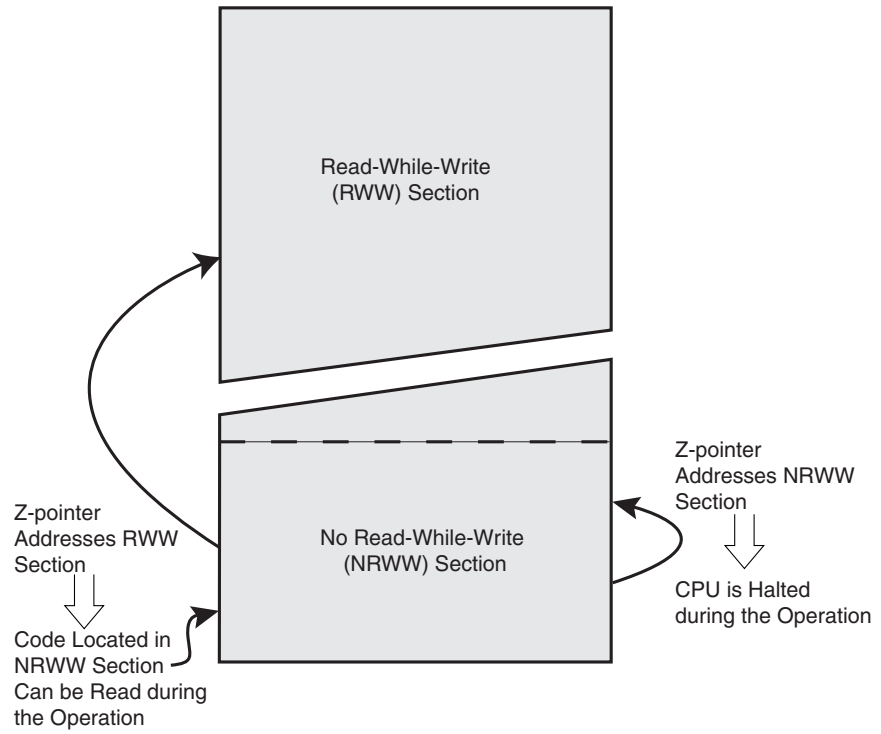 Read-While-Write
(RWW) Section
Z-pointer
Addresses NRWW
Section
CPU is Halted
during the Operation
No Read-While-Write
(NRWW) Section
Z-pointer
Addresses RWW
Section
Code Located in
NRWW Section
Can be Read during
the Operation